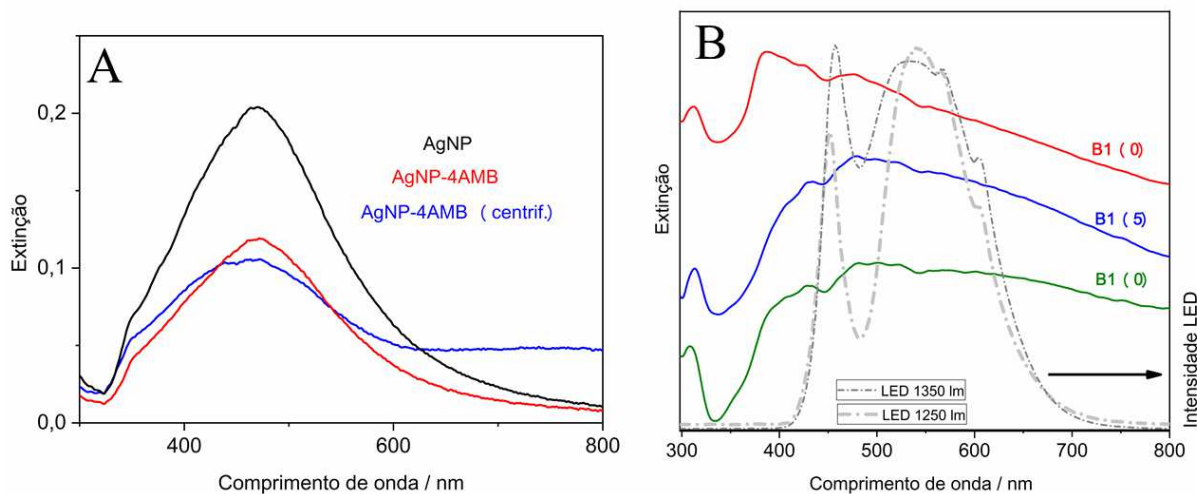 A
0,2
0,1
0,0
Extinção
AgNP
AgNP-4AMB
AgNP-4AMB ( centrif.)
400
600
800
Comprimento de onda / nm
B
Extinção
B1 ( 0)
B1 ( 5)
B1 ( 0)
LED 1350 lm
LED 1250 lm
Intensidade LED
300
400
500
600
700
800
Comprimento de onda / nm